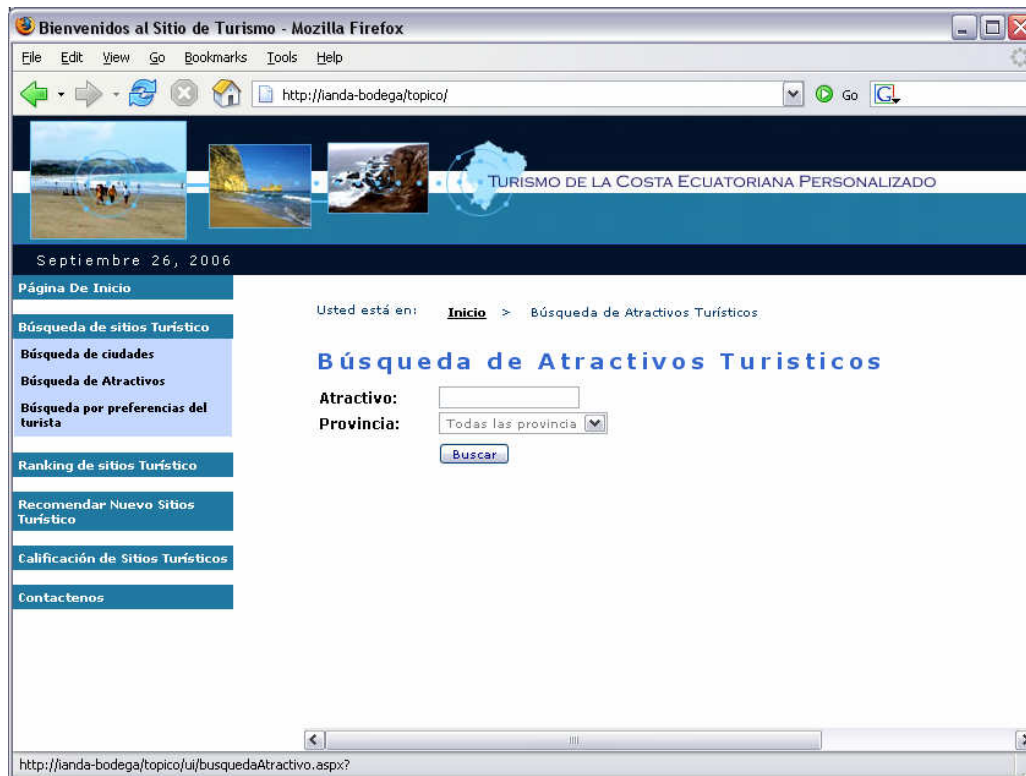 Bienvenidos al Sitio de Turismo - Mozilla Firefox
File Edit View Go Bookmarks Tools Help
http://ianda-bodega/topico/ Go
TURISMO DE LA COSTA ECUATORIANA PERSONALIZADO
Septiembre 26, 2006
Página De Inicio
Búsqueda de sitios Turístico
Búsqueda de ciudades
Búsqueda de Atractivos
Búsqueda por preferencias del
turista
Ranking de sitios Turístico
Recomendar Nuevo Sitios
Turístico
Calificación de Sitios Turísticos
Contactenos
Usted está en: Inicio > Búsqueda de Atractivos Turísticos
Búsqueda de Atractivos Turisticos
Atractivo:
Provincia: Todas las provincia
Buscar
http://ianda-bodega/topico/ui/busquedaAtractivo.aspx?